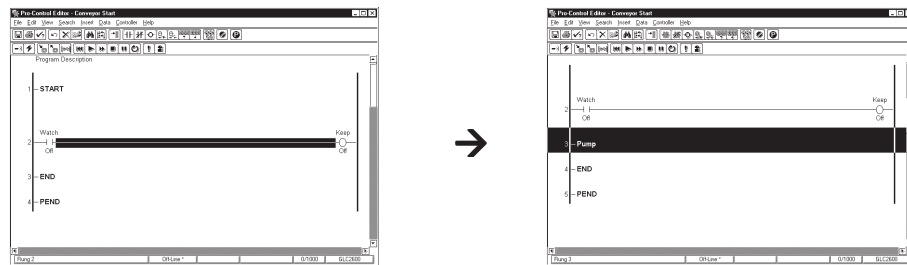 Pro-Control Editor - Conveyor Start
File Edit View Search Insert Data Controller Help
Program Description
1 START
Watch Keep
2
Off Off
3 END
4 PEND
Rung 2 Off-Line * 0/1000 GLC2600
Pro-Control Editor - Conveyor Start
File Edit View Search Insert Data Controller Help
Watch Keep
2
Off Off
3 Pump
4 END
5 PEND
Rung 3 Off-Line * 0/1000 GLC2600